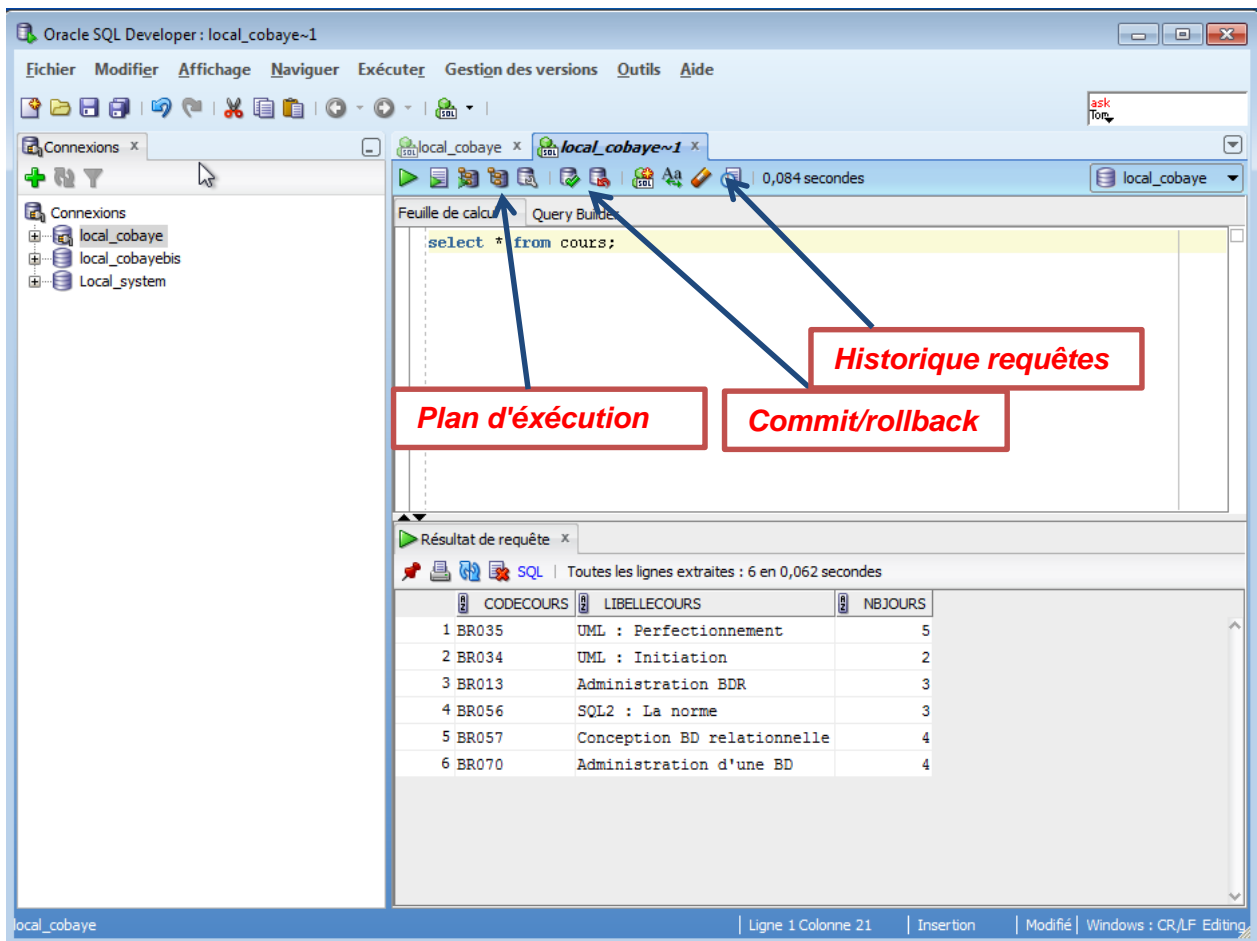 Oracle SQL Developer : local_cobaye~1
Fichier Modifier Affichage Naviguer Exécuter Gestion des versions Outils Aide
ask
Tom
Connexions
local_cobaye
local_cobaye~1
0,084 secondes
local_cobaye
Connexions
local_cobaye
local_cobayebis
Local_system
Feuille de calcul Query Builder
select * from cours;
Historique requêtes
Plan d'éxécution
Commit/rollback
Résultat de requête
SQL Toutes les lignes extraites : 6 en 0,062 secondes
CODECOURS LIBELLECOURS NBJOURS
1 BR035 UML : Perfectionnement 5
2 BR034 UML : Initiation 2
3 BR013 Administration BDR 3
4 BR056 SQL2 : La norme 3
5 BR057 Conception BD relationnelle 4
6 BR070 Administration d'une BD 4
local_cobaye
Ligne 1 Colonne 21 Insertion Modifié Windows : CR/LF Editing